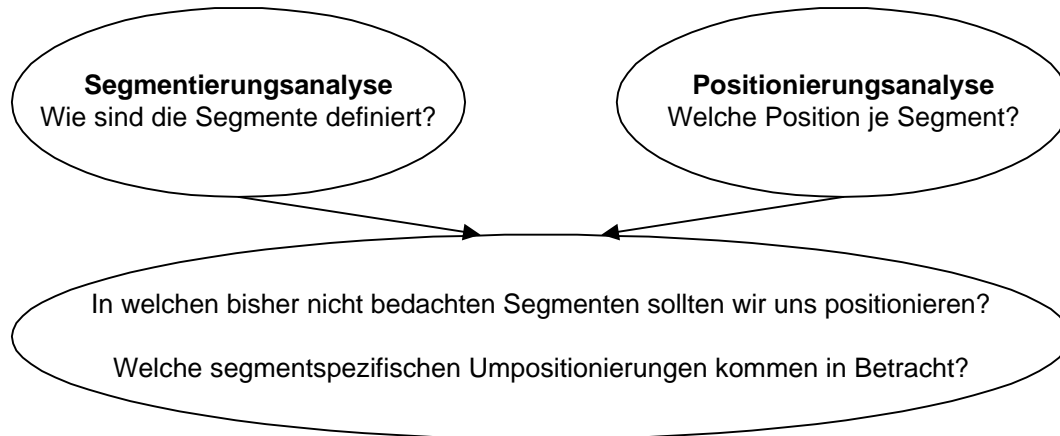 Segmentierungsanalyse
Wie sind die Segmente definiert?
Positionierungsanalyse
Welche Position je Segment?
In welchen bisher nicht bedachten Segmenten sollten wir uns positionieren?
Welche segmentspezifischen Umpositionierungen kommen in Betracht?